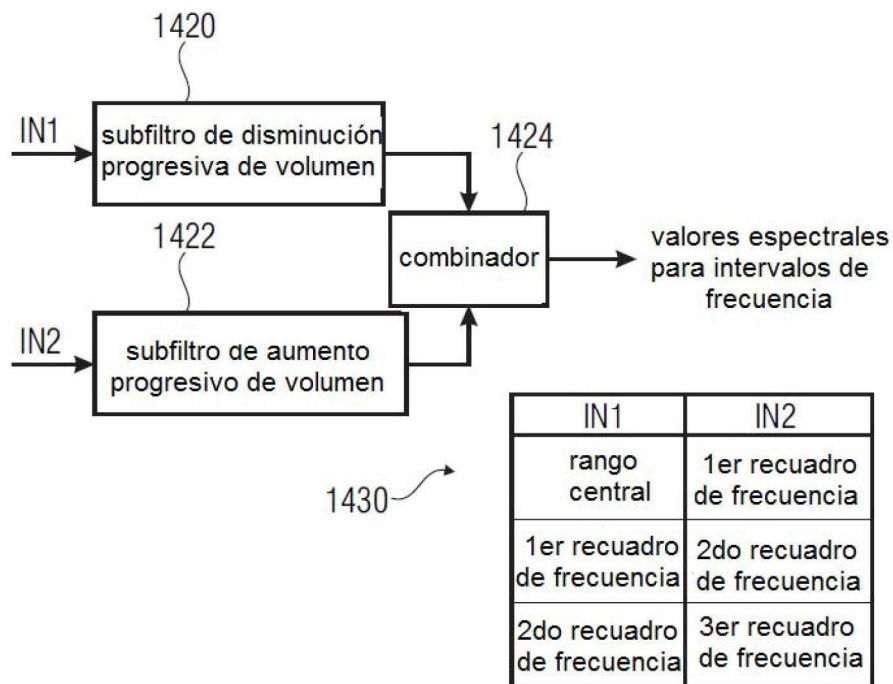 1420
IN1
subfiltro de disminución
progresiva de volumen
1424
1422
combinador
valores espectrales
para intervalos de
frecuencia
IN2
subfiltro de aumento
progresivo de volumen
1430
IN1 IN2
rango
central
1er recuadro
de frecuencia
1er recuadro
de frecuencia
2do recuadro
de frecuencia
2do recuadro
de frecuencia
3er recuadro
de frecuencia